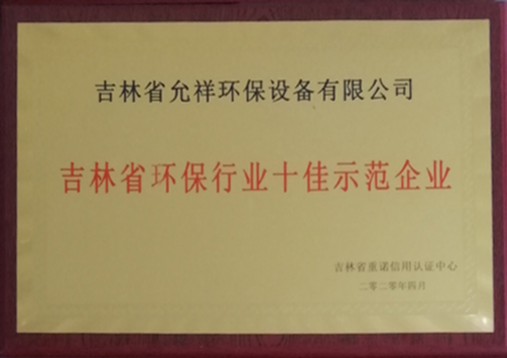 吉林省允祥环保设备有限公司
吉林省环保行业十佳示范企业
吉林省重诺信用认证中心
二零二零年四月